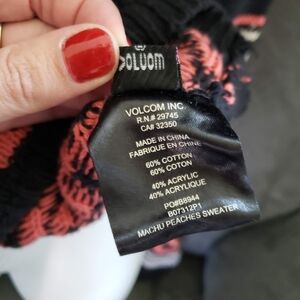 VOLCOM
VOLCOM INC
R.N.# 29745
CA# 32350
MADE IN CHINA
FABRIQUE EN CHINE
60% COTTON
60% COTON
40% ACRYLIC
40% ACRYLIQUE
PO#B8944
B07312P1
MACHU PEACHES SWEATER